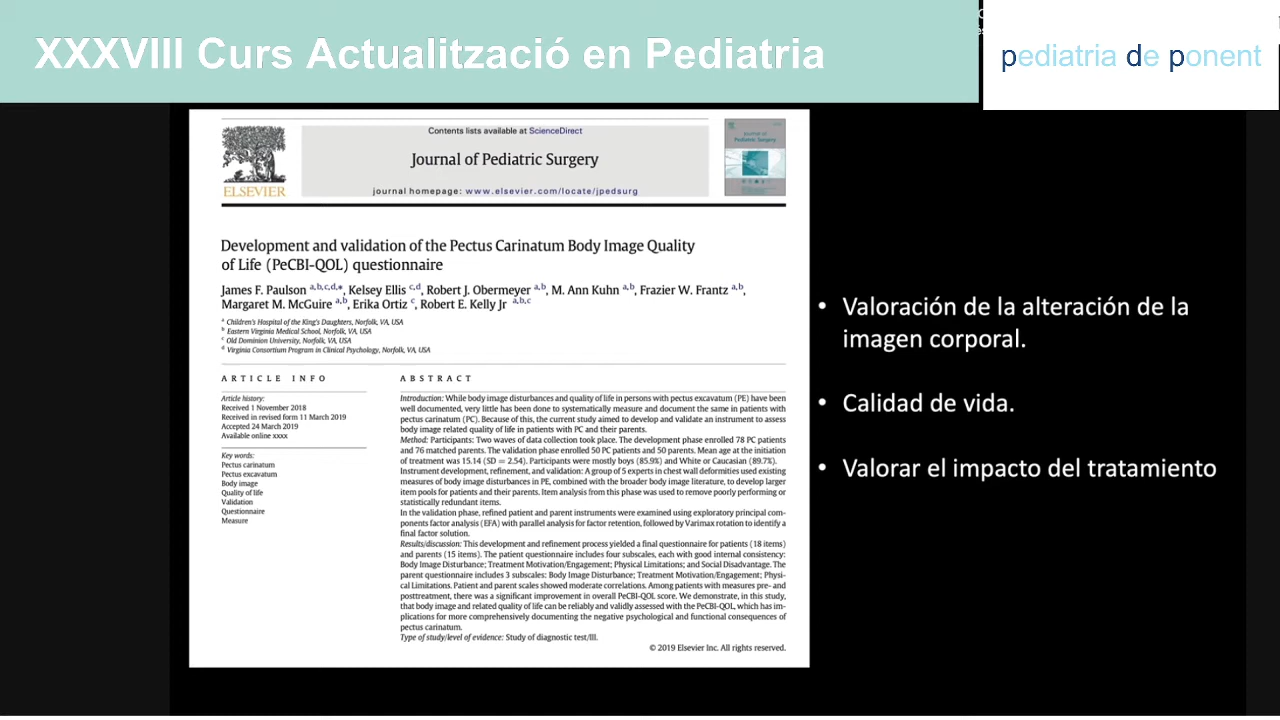 XXXVIII Curs Actualització en Pediatria
pediatria de ponent
Contents lists available at ScienceDirect
Journal of Pediatric Surgery
journal homepage: www.elsevier.com/locate/jpedsurg
ELSEVIER
Journal of
Pediatric Surgery
Development and validation of the Pectus Carinatum Body Image Quality
of Life (PeCBI-QOL) questionnaire
James F. Paulson a,b,c,d,*, Kelsey Ellis c,d, Robert J. Obermeyer a,b, M. Ann Kuhn a,b, Frazier W. Frantz a,b,
Margaret M. McGuire a,b, Erika Ortiz c, Robert E. Kelly Jr a,b,c
a Children's Hospital of the King's Daughters, Norfolk, VA, USA
b Eastern Virginia Medical School, Norfolk, VA, USA
c Old Dominion University, Norfolk, VA, USA
d Virginia Consortium Program in Clinical Psychology, Norfolk, VA, USA
ARTICLE INFO
Article history:
Received 1 November 2018
Received in revised form 11 March 2019
Accepted 24 March 2019
Available online xxxx
Key words:
Pectus carinatum
Pectus excavatum
Body image
Quality of life
Validation
Questionnaire
Measure
ABSTRACT
Introduction: While body image disturbances and quality of life in persons with pectus excavatum (PE) have been
well documented, very little has been done to systematically measure and document the same in patients with
pectus carinatum (PC). Because of this, the current study aimed to develop and validate an instrument to assess
body image related quality of life in patients with PC and their parents.
Method: Participants: Two waves of data collection took place. The development phase enrolled 78 PC patients
and 76 matched parents. The validation phase enrolled 50 PC patients and 50 parents. Mean age at the initiation
of treatment was 15.14 (SD = 2.54). Participants were mostly boys (85.9%) and White or Caucasian (89.7%).
Instrument development, refinement, and validation: A group of 5 experts in chest wall deformities used existing
measures of body image disturbances in PE, combined with the broader body image literature, to develop larger
item pools for patients and their parents. Item analysis from this phase was used to remove poorly performing or
statistically redundant items.
In the validation phase, refined patient and parent instruments were examined using exploratory principal com-
ponents factor analysis (EFA) with parallel analysis for factor retention, followed by Varimax rotation to identify a
final factor solution.
Results/discussion: This development and refinement process yielded a final questionnaire for patients (18 items)
and parents (15 items). The patient questionnaire includes four subscales, each with good internal consistency:
Body Image Disturbance; Treatment Motivation/Engagement; Physical Limitations; and Social Disadvantage. The
parent questionnaire includes 3 subscales: Body Image Disturbance; Treatment Motivation/Engagement; Physi-
cal Limitations. Patient and parent scales showed moderate correlations. Among patients with measures pre- and
posttreatment, there was a significant improvement in overall PeCBI-QOL score. We demonstrate, in this study,
that body image and related quality of life can be reliably and validly assessed with the PeCBI-QOL, which has im-
plications for more comprehensively documenting the negative psychological and functional consequences of
pectus carinatum.
Type of study/level of evidence: Study of diagnostic test/III.
© 2019 Elsevier Inc. All rights reserved.
• Valoración de la alteración de la
imagen corporal.
• Calidad de vida.
• Valorar el impacto del tratamiento